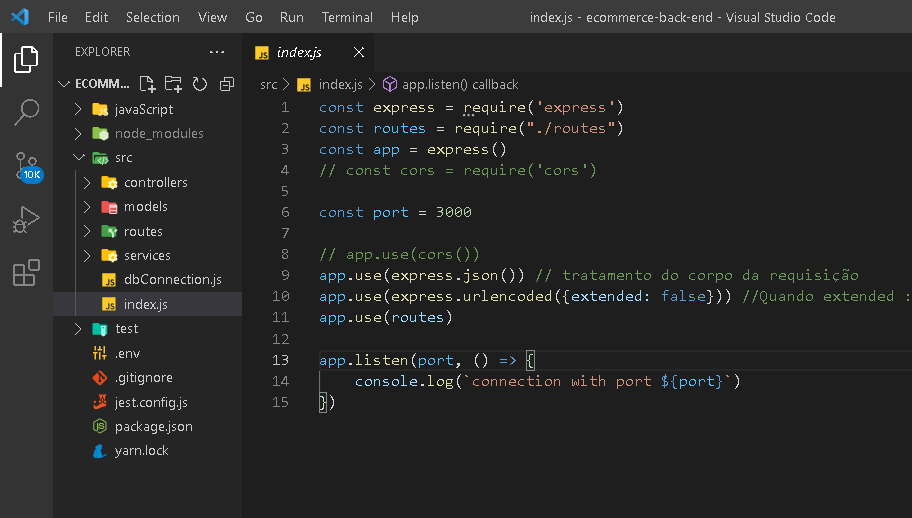 File Edit Selection View Go Run Terminal Help index.js - ecommerce-back-end - Visual Studio Code
EXPLORER
ECOMM...
javaScript
node_modules
src
controllers
models
routes
services
dbConnection.js
index.js
test
.env
.gitignore
jest.config.js
package.json
yarn.lock
10K
JS index.js
src > JS index.js > app.listen() callback
1 const express = require('express')
2 const routes = require("./routes")
3 const app = express()
4 // const cors = require('cors')
5
6 const port = 3000
7
8 // app.use(cors())
9 app.use(express.json()) // tratamento do corpo da requisição
10 app.use(express.urlencoded({extended: false})) //Quando extended :
11 app.use(routes)
12
13 app.listen(port, () => {
14 console.log(`connection with port ${port}`)
15 })